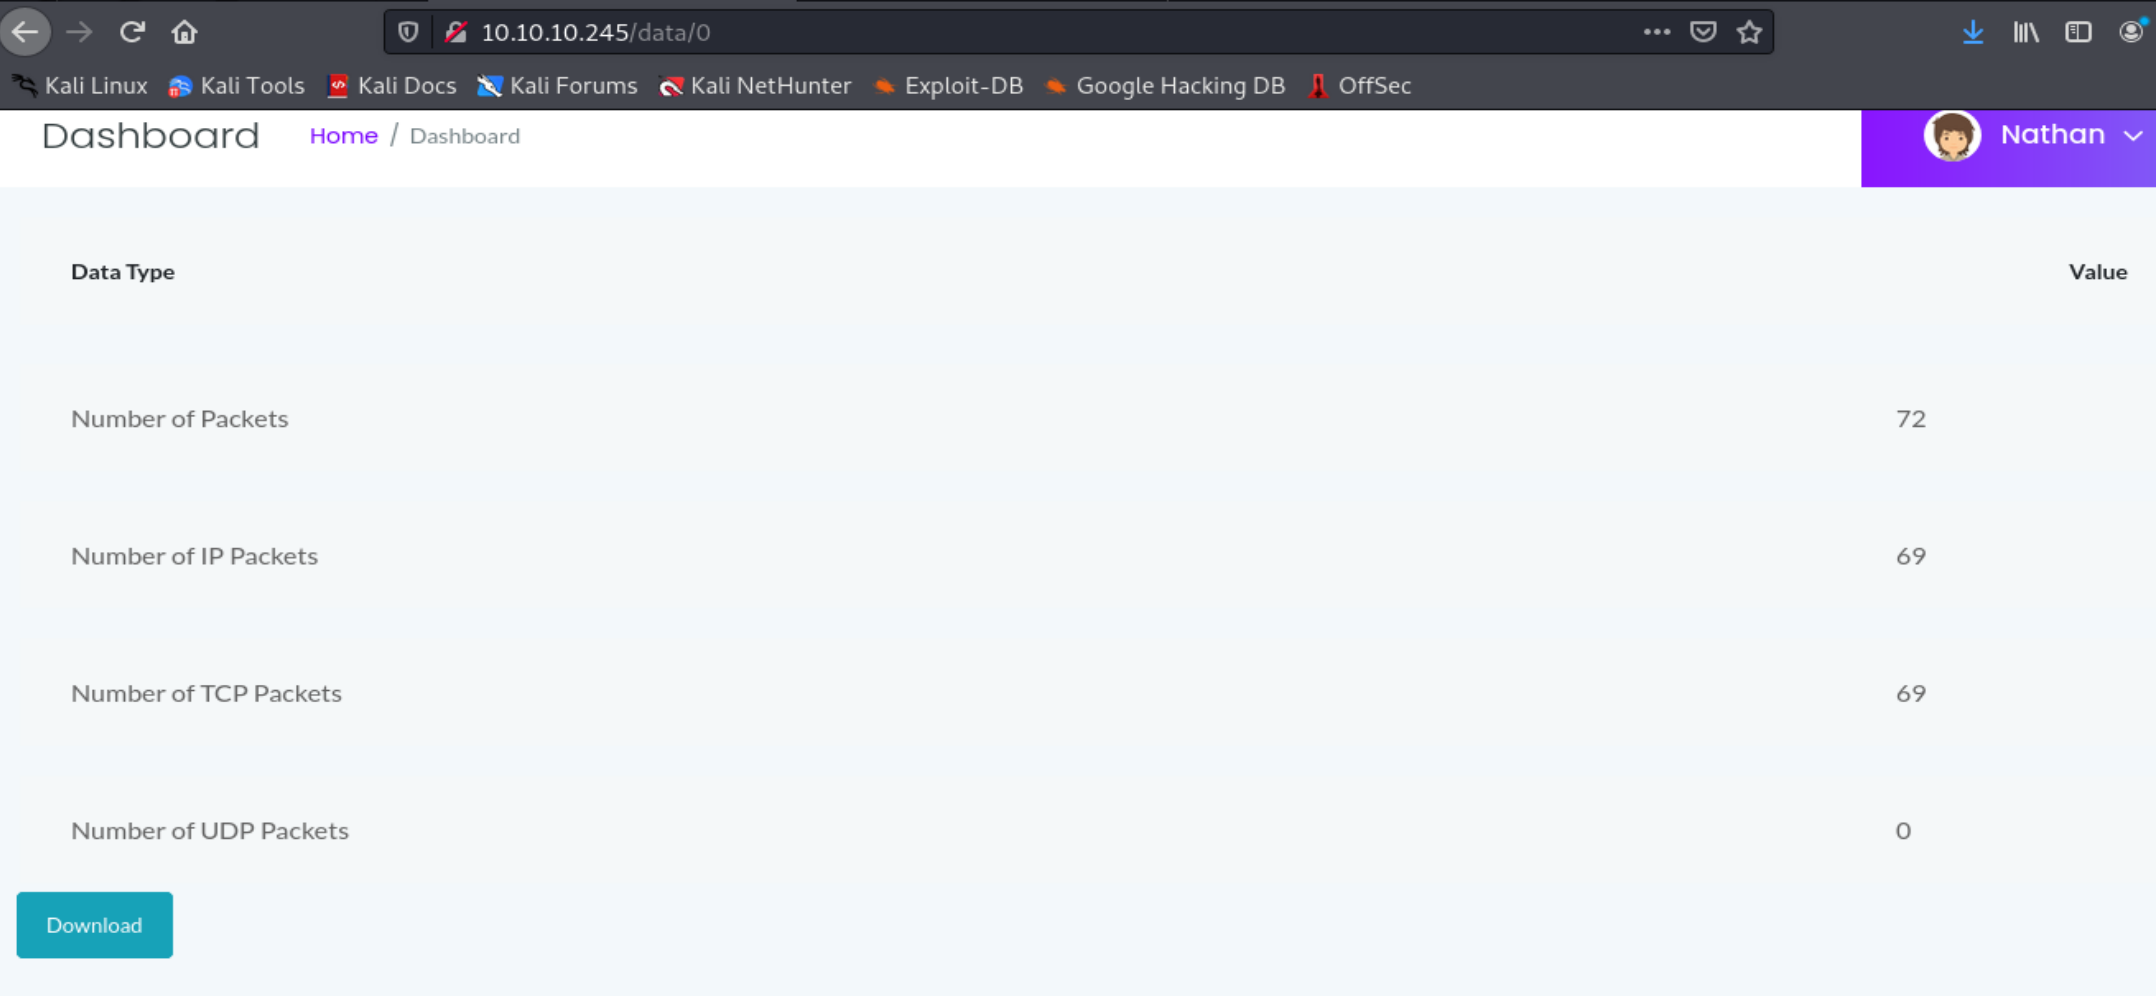 10.10.10.245/data/0
Kali Linux Kali Tools Kali Docs Kali Forums Kali NetHunter Exploit-DB Google Hacking DB OffSec
Dashboard Home / Dashboard Nathan
Data Type Value
Number of Packets 72
Number of IP Packets 69
Number of TCP Packets 69
Number of UDP Packets 0
Download